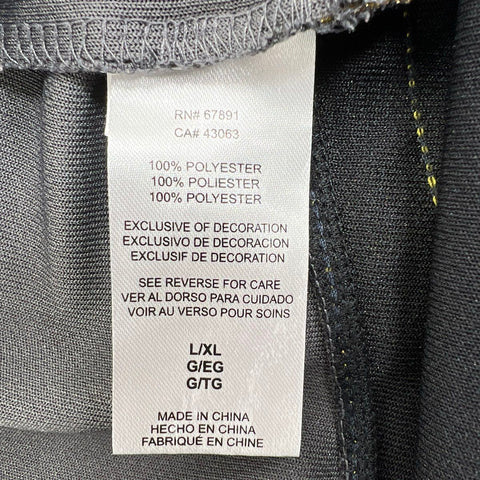 RN# 67891
CA# 43063
100% POLYESTER
100% POLIESTER
100% POLYESTER
EXCLUSIVE OF DECORATION
EXCLUSIVO DE DECORACION
EXCLUSIF DE DECORATION
SEE REVERSE FOR CARE
VER AL DORSO PARA CUIDADO
VOIR AU VERSO POUR SOINS
L/XL
G/EG
G/TG
MADE IN CHINA
HECHO EN CHINA
FABRIQUÉ EN CHINE